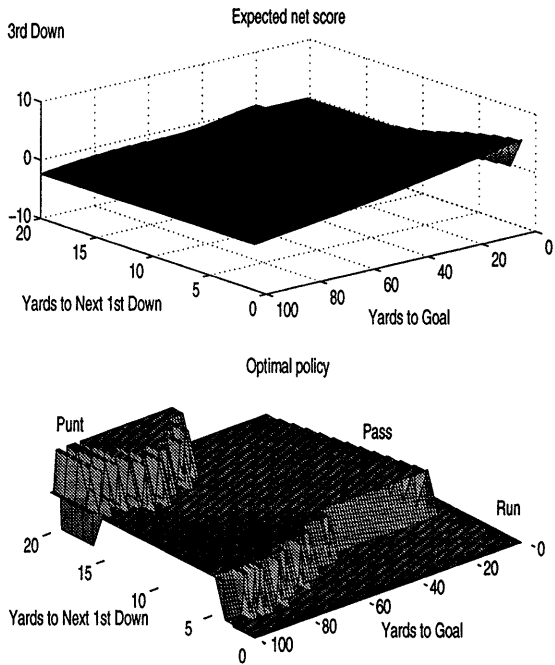 Expected net score
3rd Down
10
0
-10
20
15
10
5
0
100
80
60
40
20
0
Yards to Next 1st Down
Yards to Goal
Optimal policy
Punt
Pass
Run
20
15
10
5
0
100
80
60
40
20
0
Yards to Next 1st Down
Yards to Goal